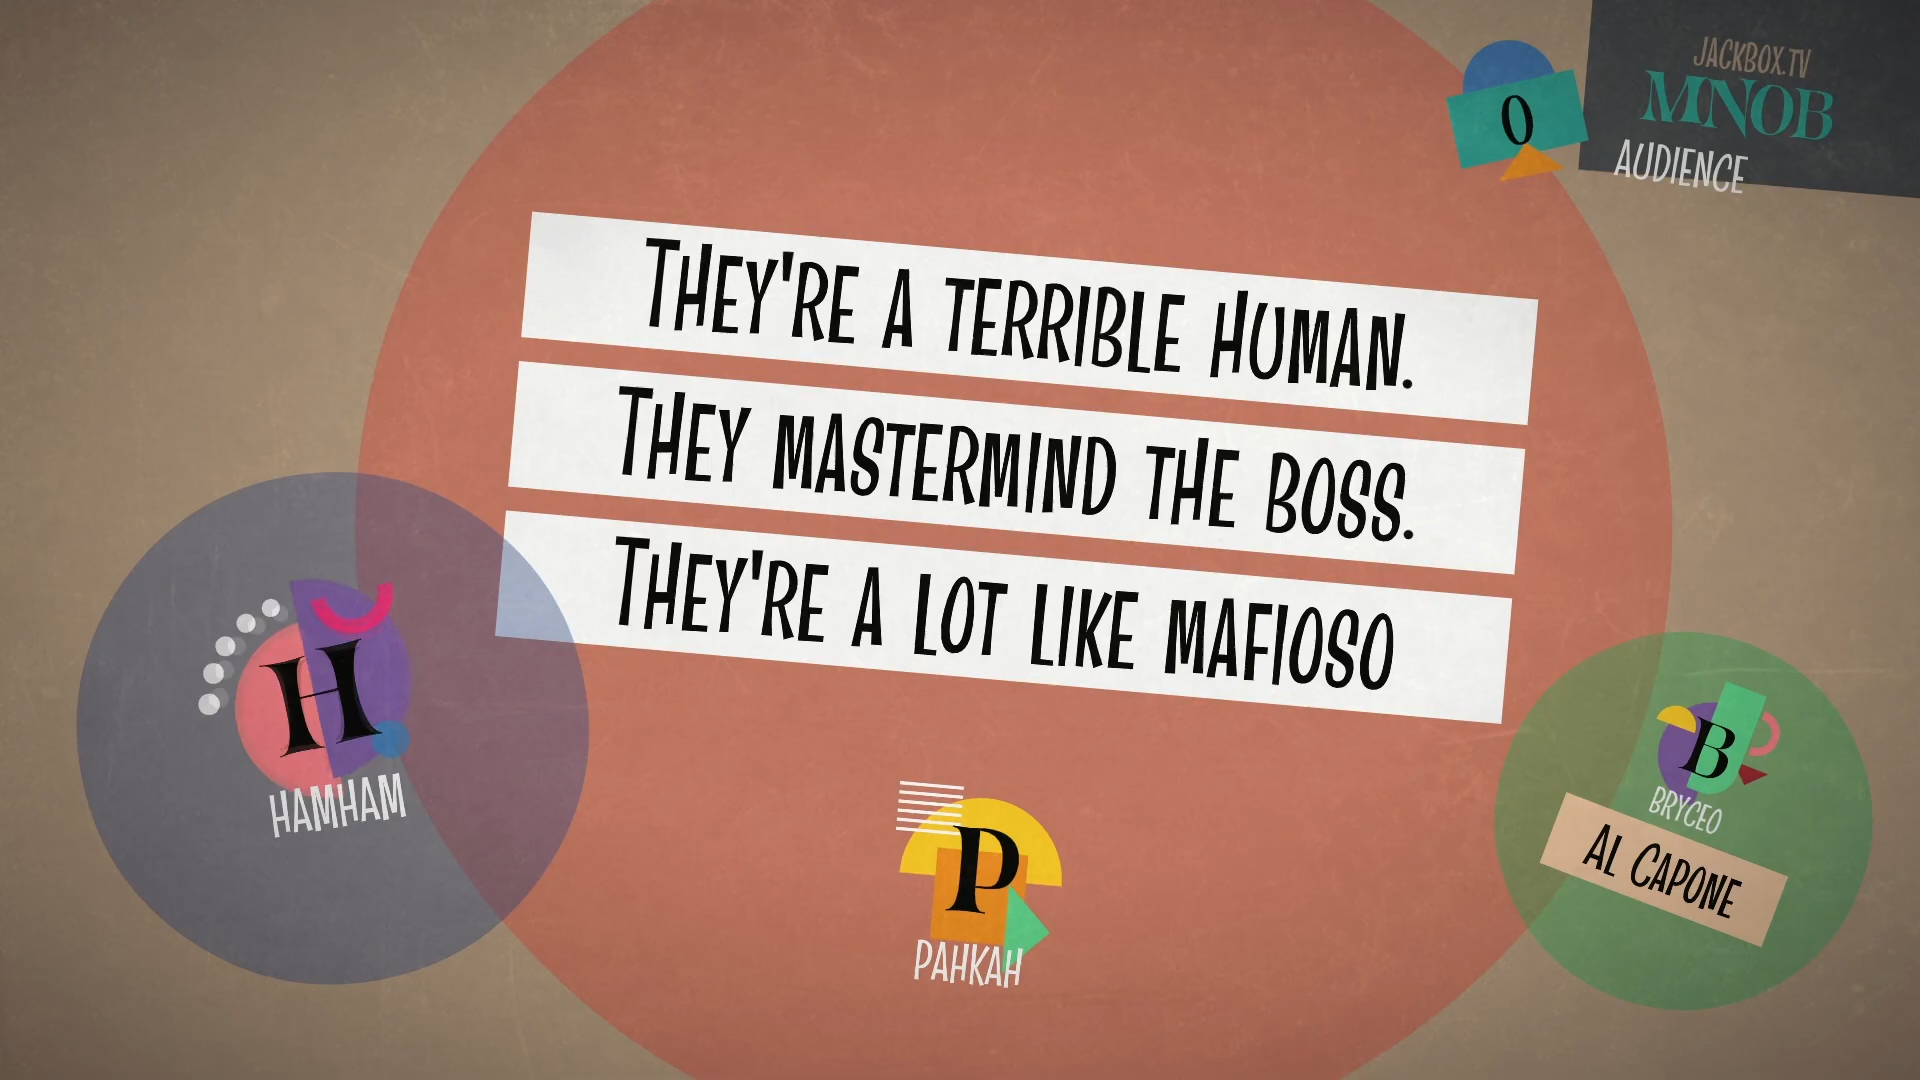 JACKBOX.TV
MNOB
0
AUDIENCE
THEY'RE A TERRIBLE HUMAN.
THEY MASTERMIND THE BOSS.
THEY'RE A LOT LIKE MAFIOSO
H
HAMHAM
B
BRYCEO
AL CAPONE
P
PAHKAH